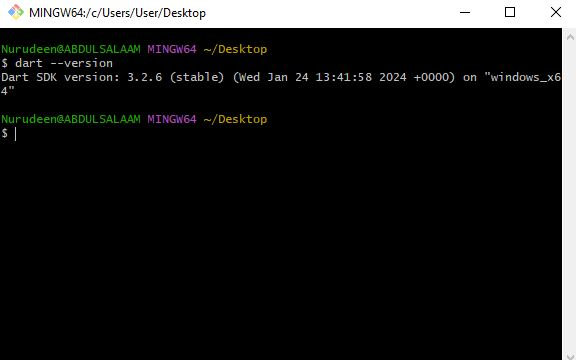 MINGW64:/c/Users/User/Desktop
Nurudeen@ABDULSALAAM MINGW64 ~/Desktop
$ dart --version
Dart SDK version: 3.2.6 (stable) (Wed Jan 24 13:41:58 2024 +0000) on "windows_x6
4"
Nurudeen@ABDULSALAAM MINGW64 ~/Desktop
$